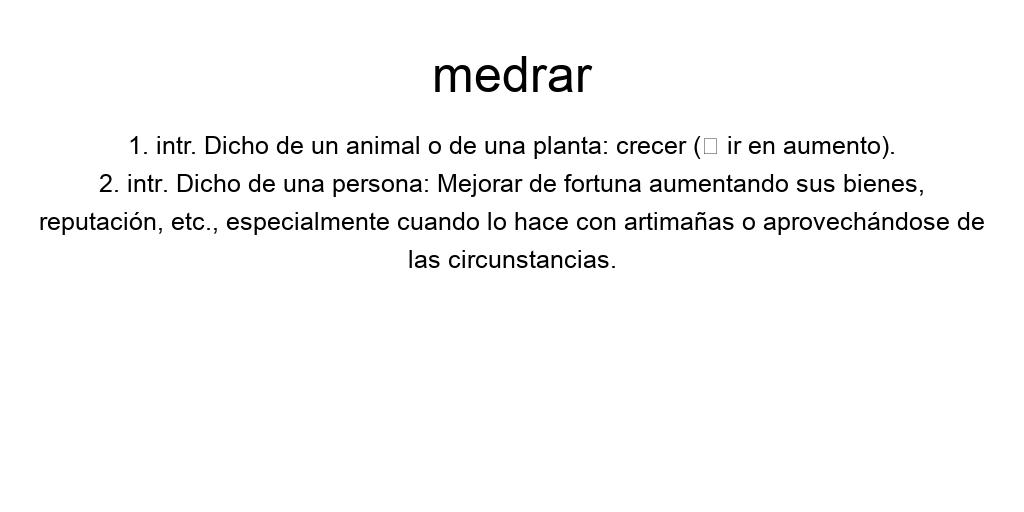 medrar
1. intr. Dicho de un animal o de una planta: crecer (□ ir en aumento).
2. intr. Dicho de una persona: Mejorar de fortuna aumentando sus bienes,
reputación, etc., especialmente cuando lo hace con artimañas o aprovechándose de
las circunstancias.